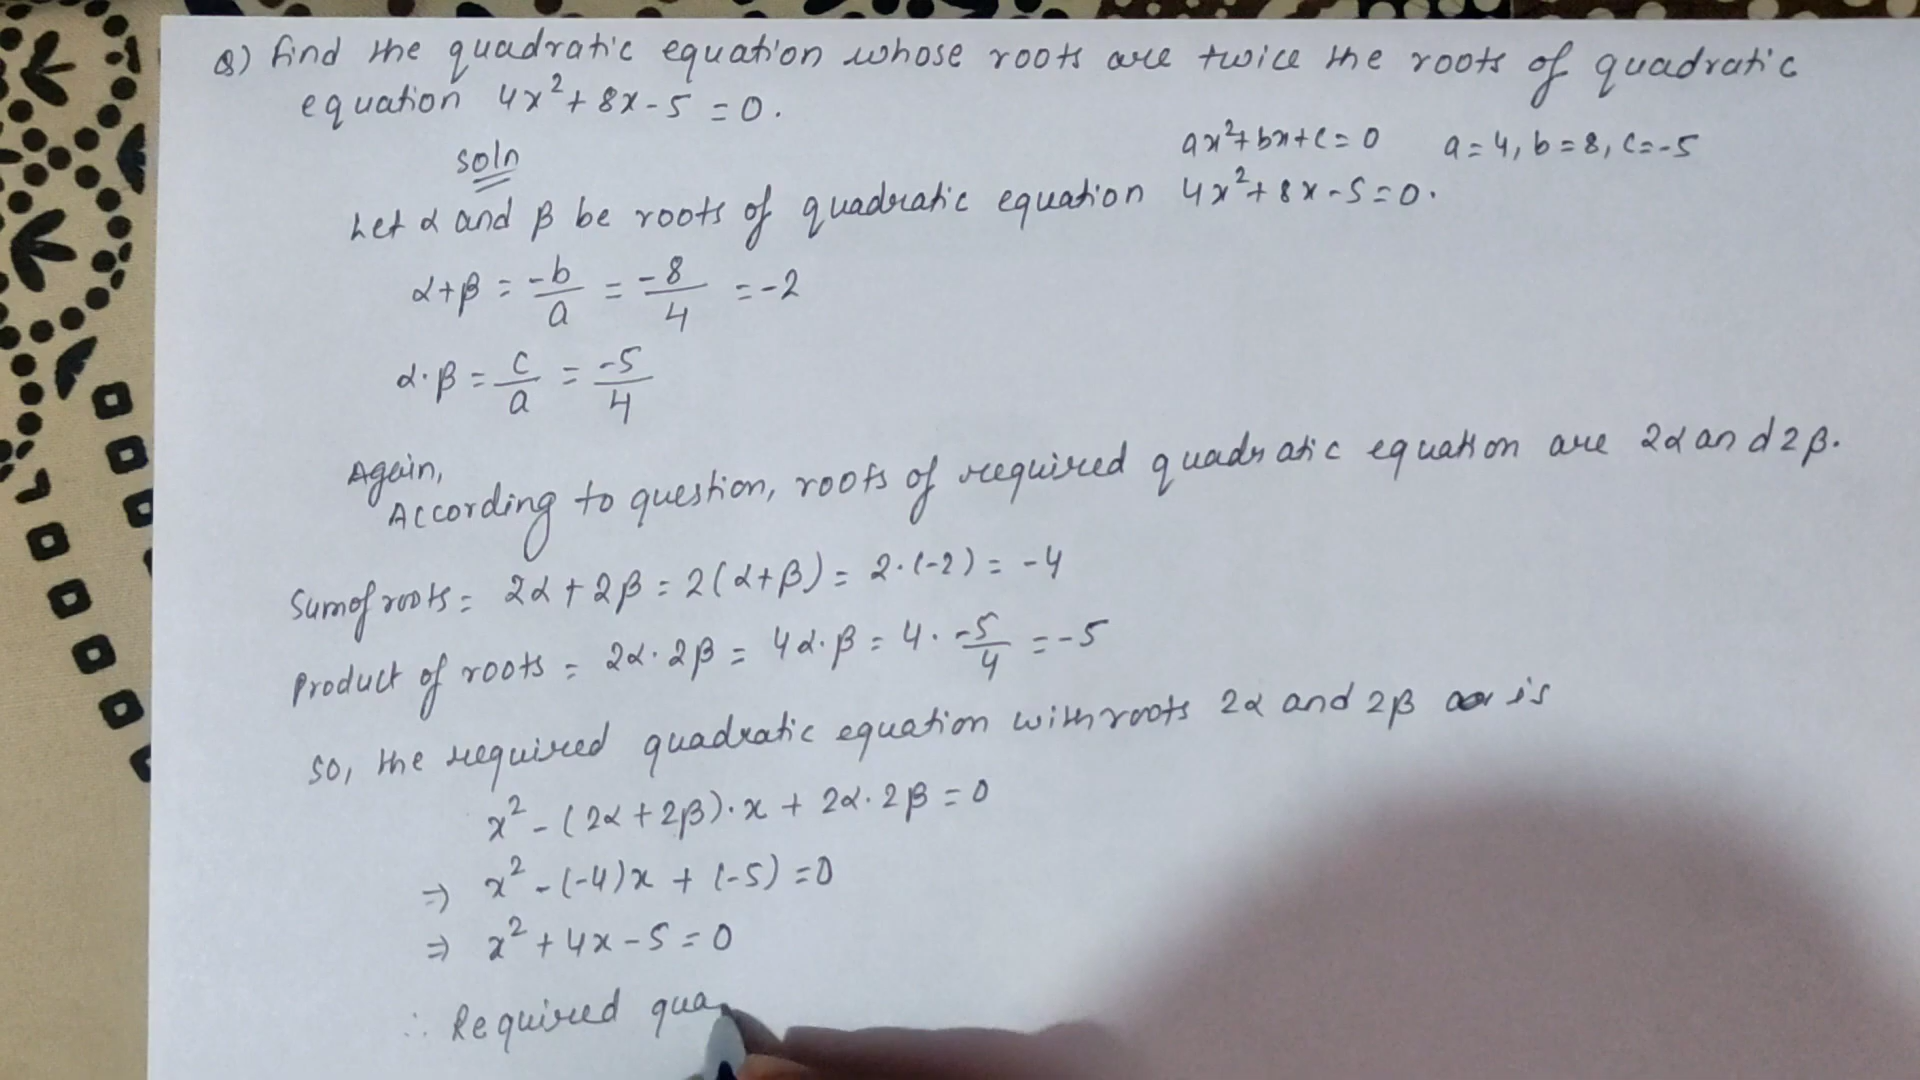 Q) Find the quadratic equation whose roots are twice the roots of quadratic
equation 4x²+8x-5=0.
soln
ax²+bx+c=0 a=4, b=8, c=-5
Let α and β be roots of quadratic equation 4x²+8x-5=0.
α+β = -b/a = -8/4 = -2
α·β = c/a = -5/4
Again,
According to question, roots of required quadratic equation are 2α and 2β.
Sum of roots = 2α+2β = 2(α+β) = 2·(-2) = -4
Product of roots = 2α·2β = 4α·β = 4·-5/4 = -5
So, the required quadratic equation with roots 2α and 2β is
x²-(2α+2β)·x+2α·2β=0
⇒ x²-(-4)x+(-5)=0
⇒ x²+4x-5=0
∴ Required qua